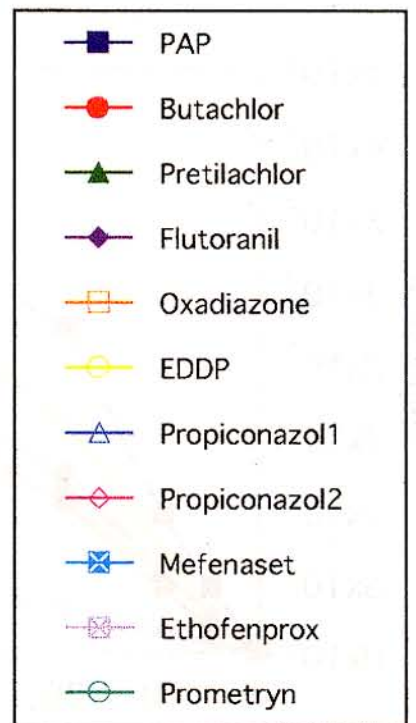 PAP
Butachlor
Pretilachlor
Flutoranil
Oxadiazone
EDDP
Propiconazol1
Propiconazol2
Mefenaset
Ethofenprox
Prometryn